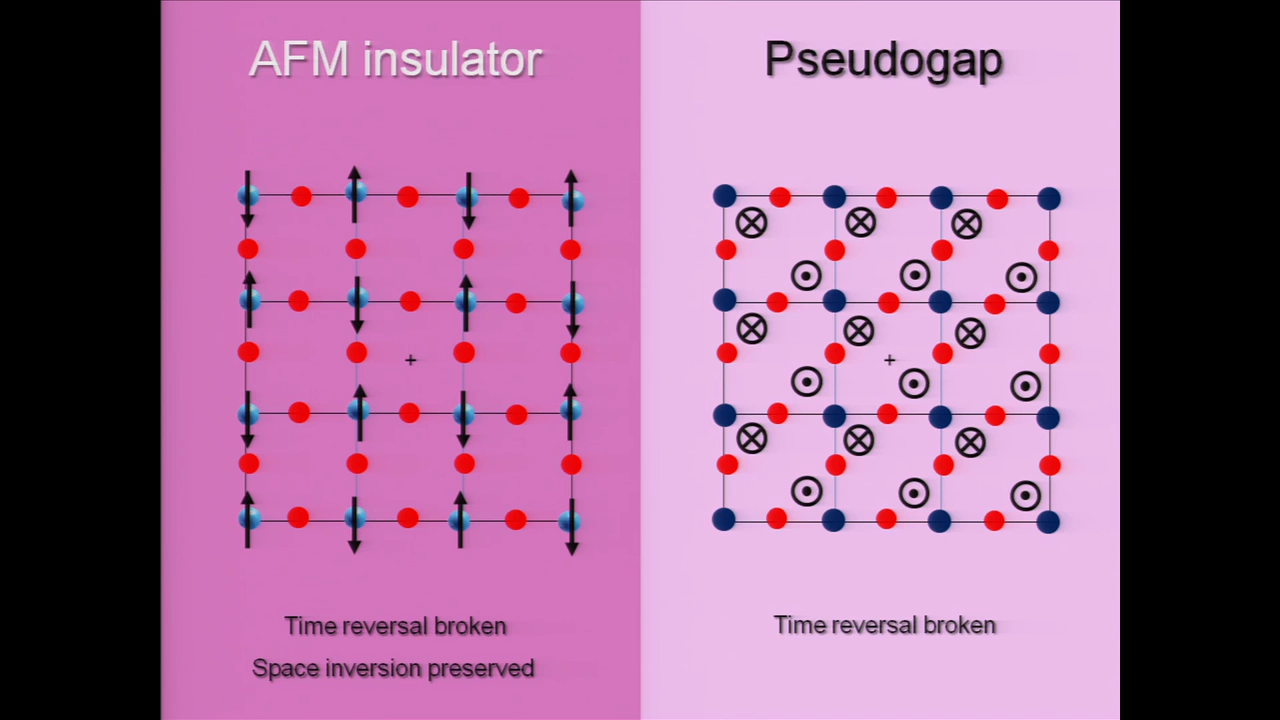 AFM insulator
Pseudogap
Time reversal broken
Space inversion preserved
Time reversal broken